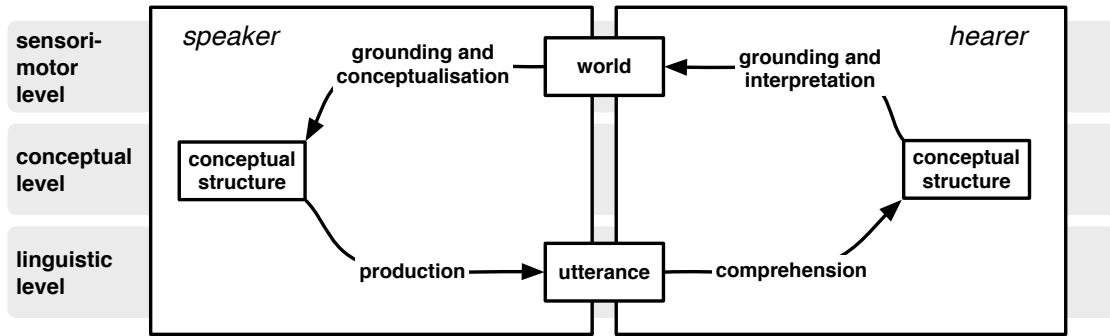 sensori-
motor
level
speaker
grounding and
conceptualisation
world
grounding and
interpretation
hearer
conceptual
level
conceptual
structure
conceptual
structure
linguistic
level
production
utterance
comprehension